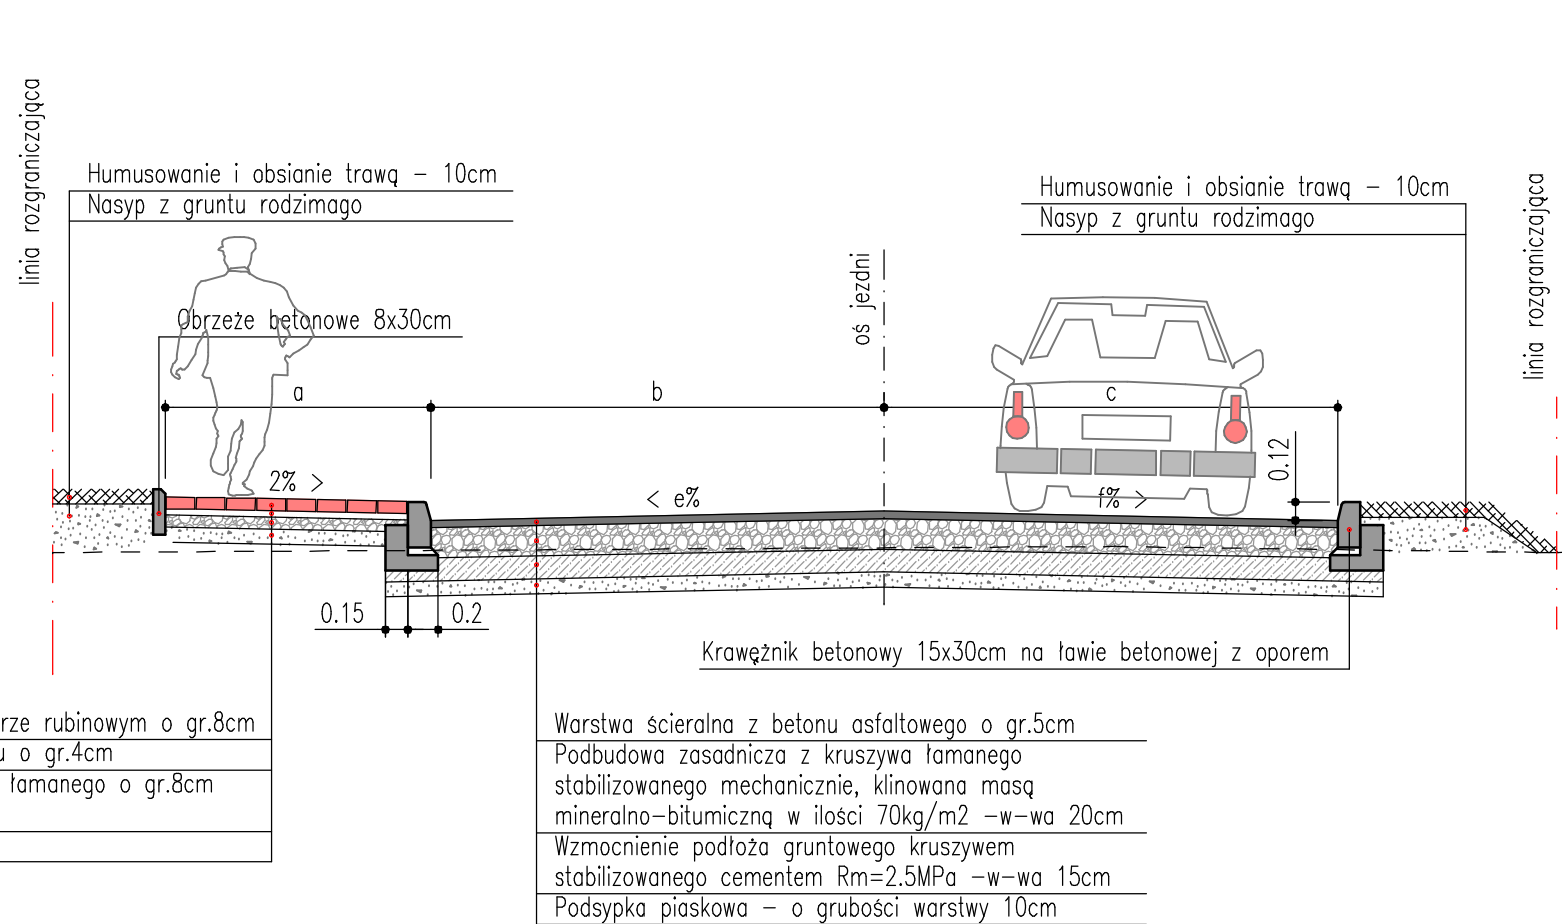 linia rozgraniczająca
Humusowanie i obsianie trawą – 10cm
Nasyp z gruntu rodzimago
Obrzeże betonowe 8x30cm
oś jezdni
Humusowanie i obsianie trawą – 10cm
Nasyp z gruntu rodzimago
linia rozgraniczająca
a
b
c
2% >
< e%
f% >
0.12
0.15
0.2
Krawężnik betonowy 15x30cm na ławie betonowej z oporem
rze rubinowym o gr.8cm
u o gr.4cm
łamanego o gr.8cm
Warstwa ścieralna z betonu asfaltowego o gr.5cm
Podbudowa zasadnicza z kruszywa łamanego
stabilizowanego mechanicznie, klinowana masą
mineralno–bitumiczną w ilości 70kg/m2 –w–wa 20cm
Wzmocnienie podłoża gruntowego kruszywem
stabilizowanego cementem Rm=2.5MPa –w–wa 15cm
Podsypka piaskowa – o grubości warstwy 10cm